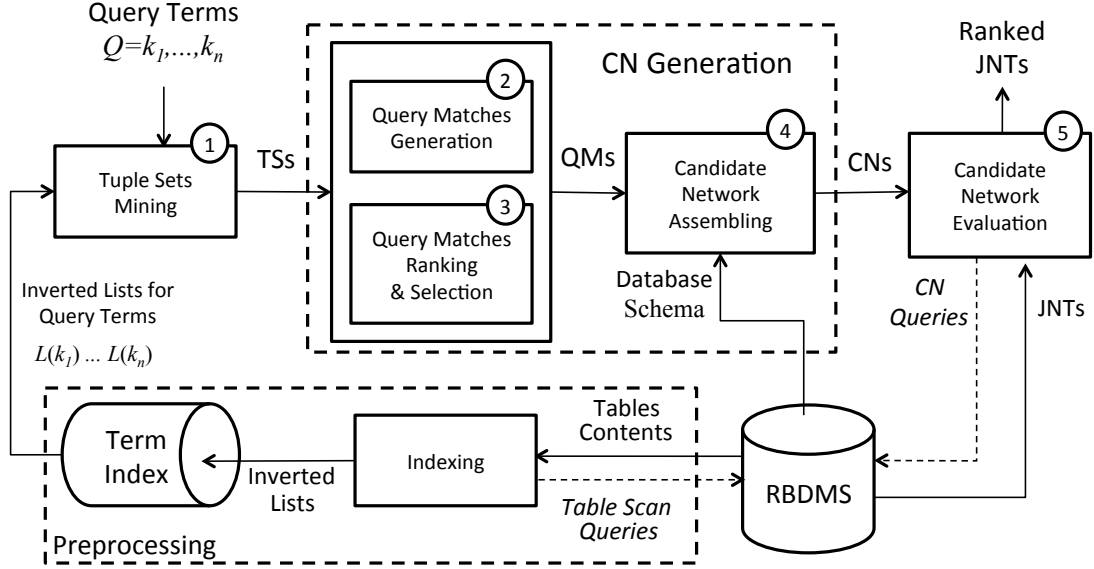 Query Terms
Q=k1,...,kn
CN Generation
Ranked
JNTs
1
2
3
4
5
Tuple Sets
Mining
TSs
Query Matches
Generation
Query Matches
Ranking
& Selection
QMs
Candidate
Network
Assembling
CNs
Candidate
Network
Evaluation
Inverted Lists for
Query Terms
L(k1) ... L(kn)
Database
Schema
CN
Queries
JNTs
Term
Index
Inverted
Lists
Indexing
Tables
Contents
Table Scan
Queries
RBDMS
Preprocessing